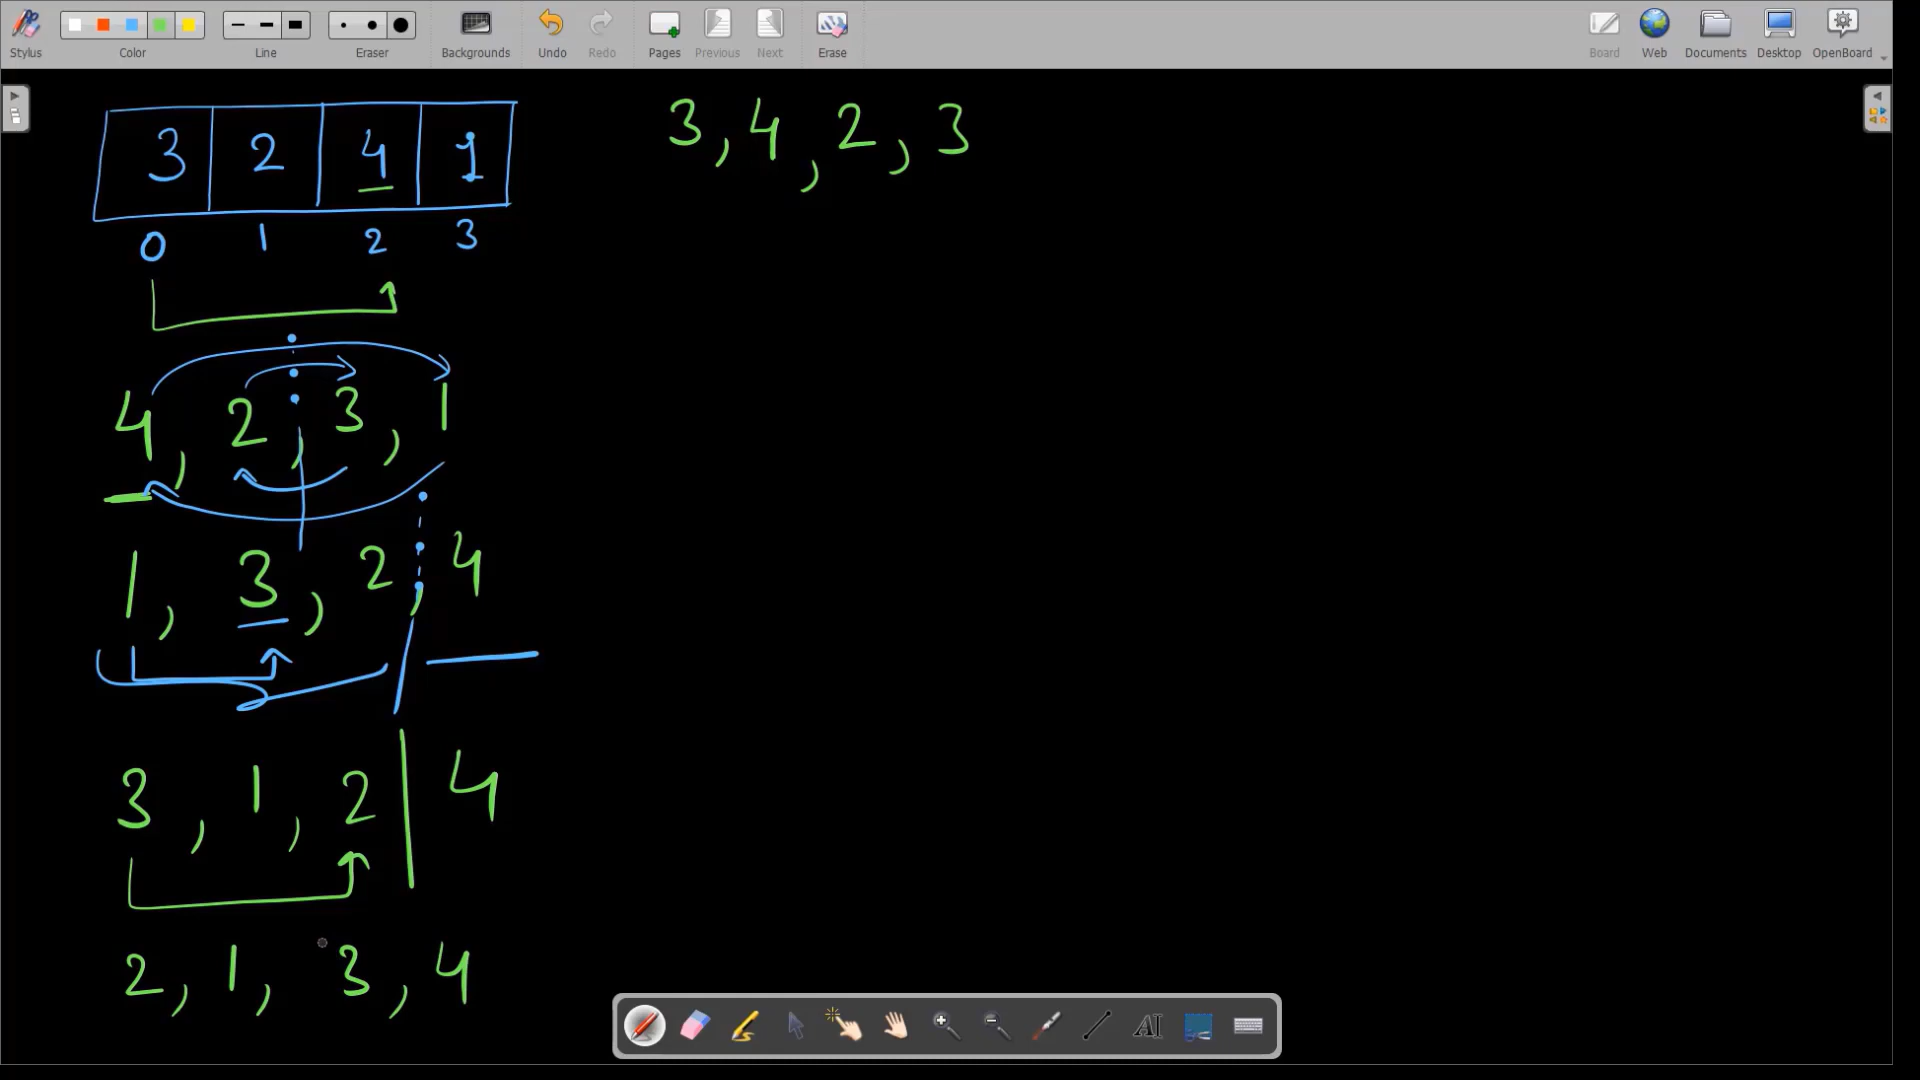 Stylus Color Line Eraser Backgrounds Undo Redo Pages Previous Next Erase Board Web Documents Desktop OpenBoard
3 2 4 1
0 1 2 3
3, 4, 2, 3
4, 2, 3, 1
1, 3, 2, 4
3, 1, 2 | 4
2, 1, 3, 4
AI